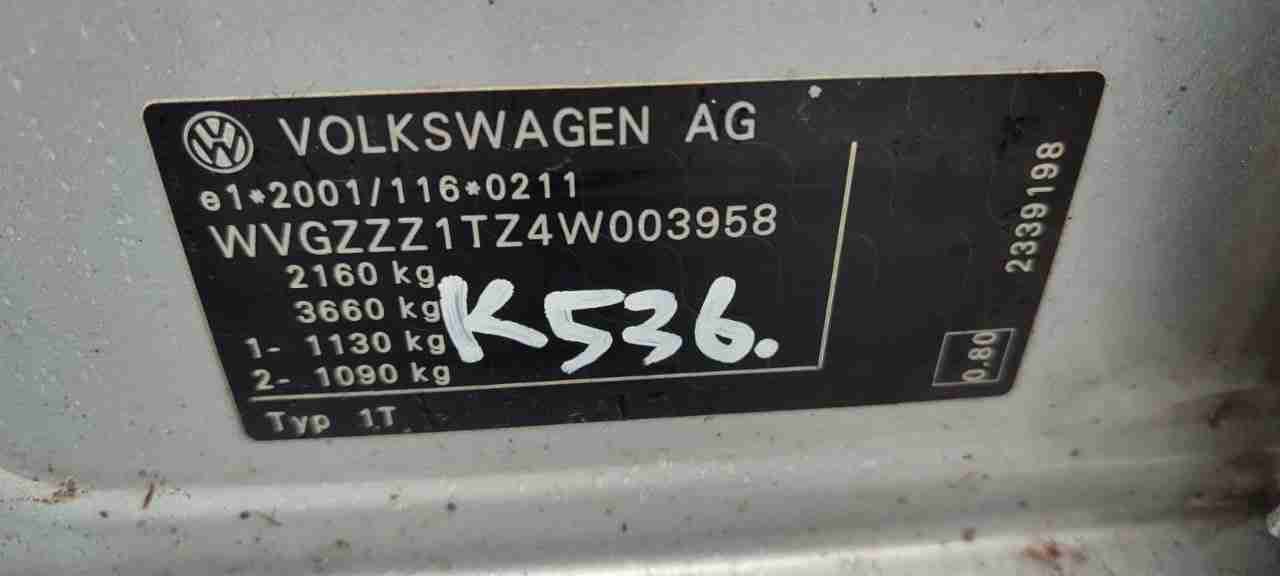 VOLKSWAGEN AG
e1*2001/116*0211
WVGZZZ1TZ4W003958
2160 kg
3660 kg
1- 1130 kg
2- 1090 kg
K536.
Typ 1T
2339198
0.80